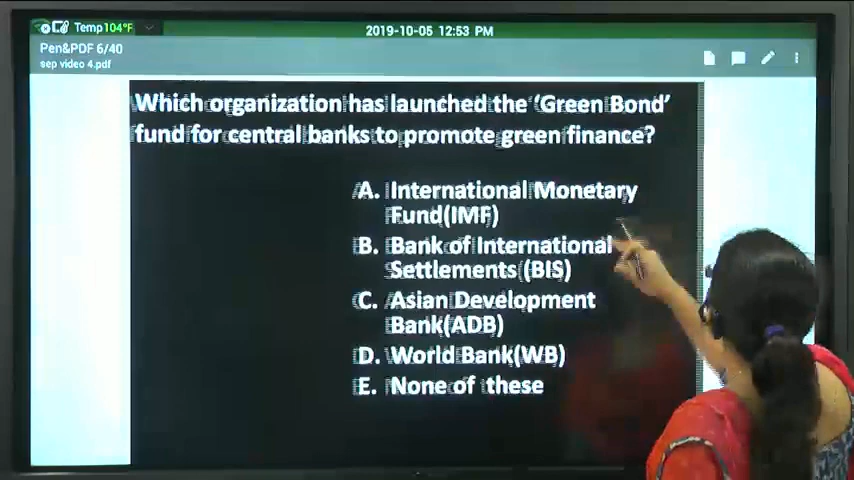 Temp104°F
2019-10-05 12:53 PM
Pen&PDF 6/40
sep video 4.pdf
Which organization has launched the ‘Green Bond’
fund for central banks to promote green finance?
A. International Monetary
Fund(IMF)
B. Bank of International
Settlements (BIS)
C. Asian Development
Bank(ADB)
D. World Bank(WB)
E. None of these